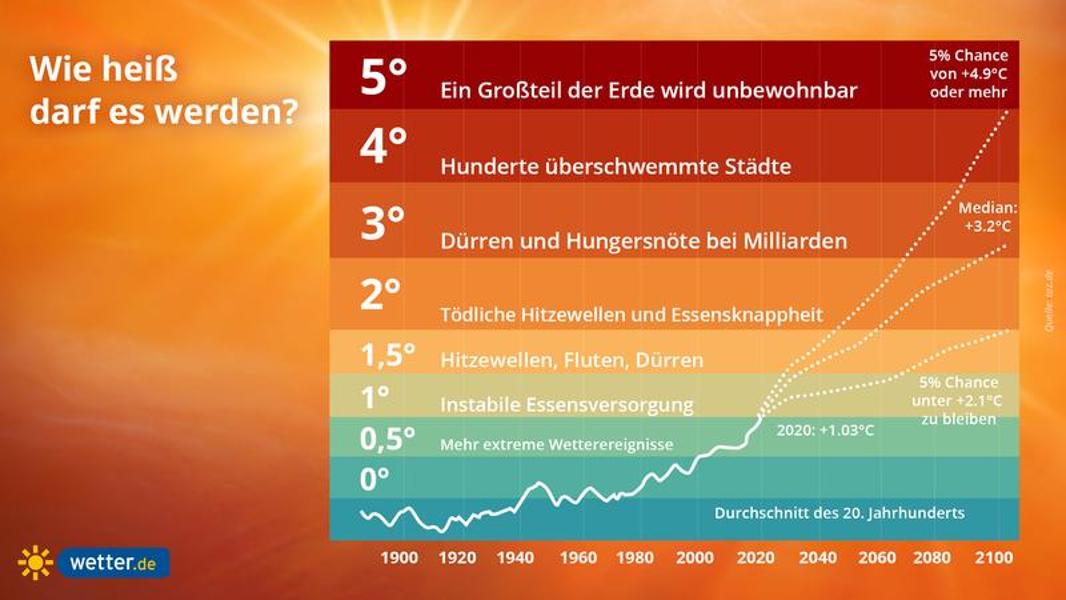 Wie heiß
darf es werden?
5° Ein Großteil der Erde wird unbewohnbar
5% Chance
von +4.9°C
oder mehr
4° Hunderte überschwemmte Städte
3° Dürren und Hungersnöte bei Milliarden
Median:
+3.2°C
2° Tödliche Hitzewellen und Essensknappheit
1,5° Hitzewellen, Fluten, Dürren
1° Instabile Essensversorgung
5% Chance
unter +2.1°C
zu bleiben
0,5° Mehr extreme Wetterereignisse
2020: +1.03°C
0°
Durchschnitt des 20. Jahrhunderts
1900 1920 1940 1960 1980 2000 2020 2040 2060 2080 2100
wetter.de
Quelle: taz.de